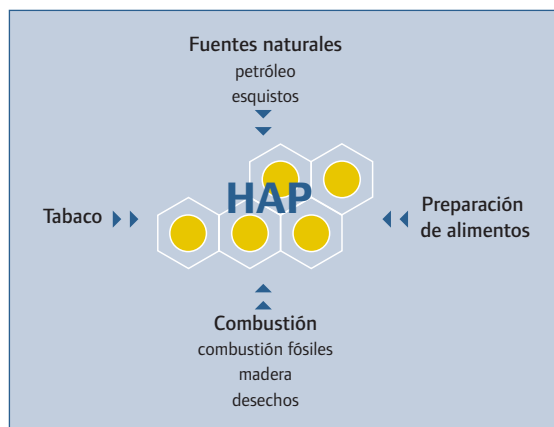 Fuentes naturales
petróleo
esquistos
HAP
Tabaco
Preparación
de alimentos
Combustión
combustión fósiles
madera
desechos